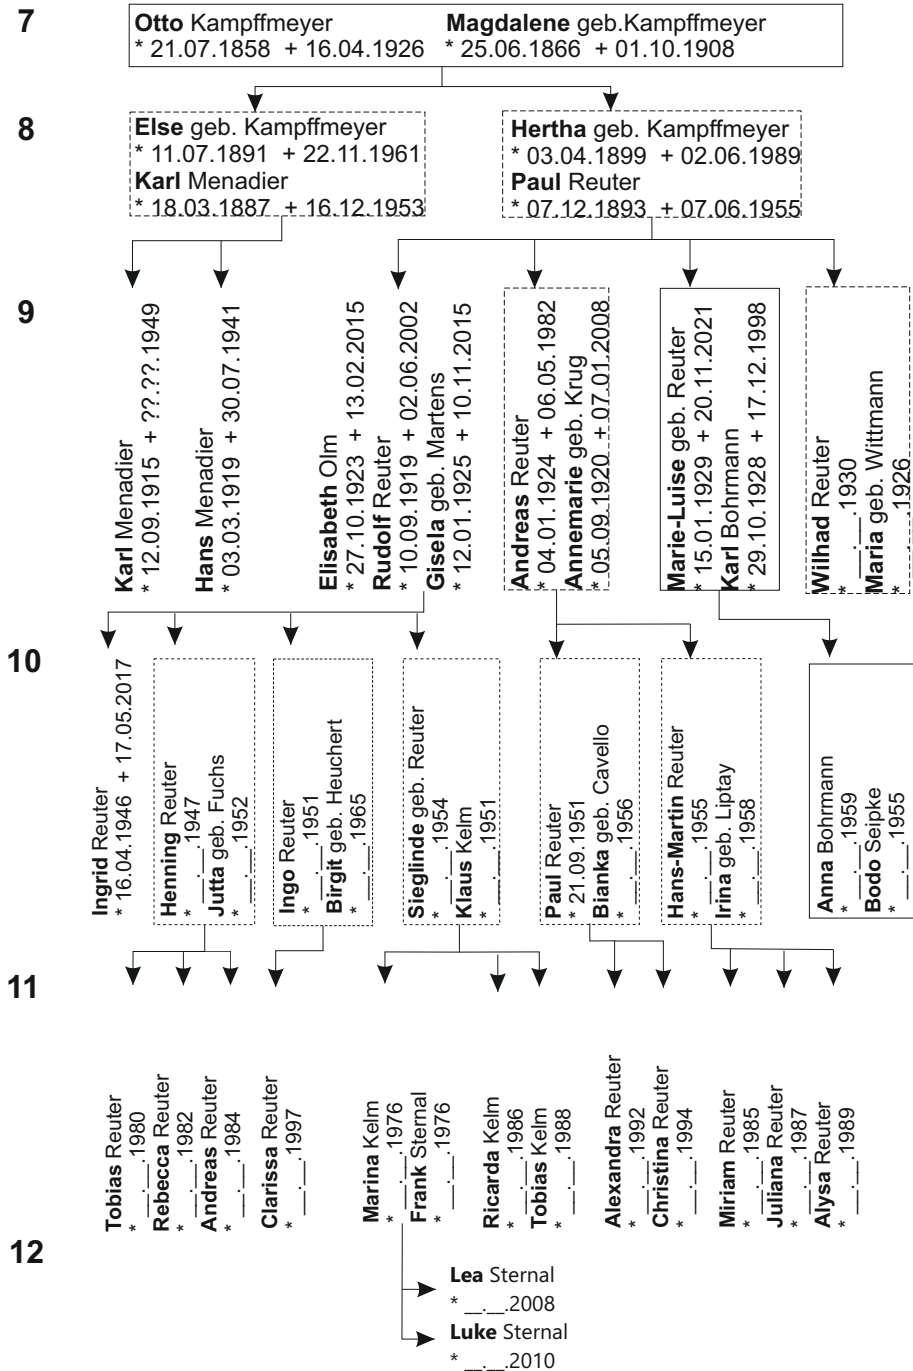 7
Otto Kampffmeyer Magdalene geb.Kampffmeyer
* 21.07.1858 + 16.04.1926 * 25.06.1866 + 01.10.1908
8
Else geb. Kampffmeyer
* 11.07.1891 + 22.11.1961
Karl Menadier
* 18.03.1887 + 16.12.1953
Hertha geb. Kampffmeyer
* 03.04.1899 + 02.06.1989
Paul Reuter
* 07.12.1893 + 07.06.1955
9
Karl Menadier
* 12.09.1915 + ??.??.1949
Hans Menadier
* 03.03.1919 + 30.07.1941
Elisabeth Olm
* 27.10.1923 + 13.02.2015
Rudolf Reuter
* 10.09.1919 + 02.06.2002
Gisela geb. Martens
* 12.01.1925 + 10.11.2015
Andreas Reuter
* 04.01.1924 + 06.05.1982
Annemarie geb. Krug
* 05.09.1920 +07.01.2008
Marie-Luise geb. Reuter
* 15.01.1929 + 20.11.2021
Karl Bohrmann
* 29.10.1928 + 17.12.1998
Wilhad Reuter
* __.__.1930
Maria geb. Wittmann
* __.__.1926
10
Ingrid Reuter
* 16.04.1946 + 17.05.2017
Henning Reuter
* __.__.1947
Jutta geb. Fuchs
* __.__.1952
Ingo Reuter
* __.__.1951
Birgit geb. Heuchert
* __.__.1965
Sieglinde geb. Reuter
* __.__.1954
Klaus Kelm
* __.__.1951
Paul Reuter
* 21.09.1951
Bianka geb. Cavello
* __.__.1956
Hans-Martin Reuter
* __.__.1955
Irina geb. Liptay
* __.__.1958
Anna Bohrmann
* __.__.1959
Bodo Seipke
* __.__.1955
11
Tobias Reuter
* __.__.1980
Rebecca Reuter
* __.__.1982
Andreas Reuter
* __.__.1984
Clarissa Reuter
* __.__.1997
Marina Kelm
* __.__.1976
Frank Sternal
* __.__.1976
Ricarda Kelm
* __.__.1986
Tobias Kelm
* __.__.1988
Alexandra Reuter
* __.__.1992
Christina Reuter
* __.__.1994
Miriam Reuter
* __.__.1985
Juliana Reuter
* __.__.1987
Alysa Reuter
* __.__.1989
12
Lea Sternal
* __.__.2008
Luke Sternal
* __.__.2010